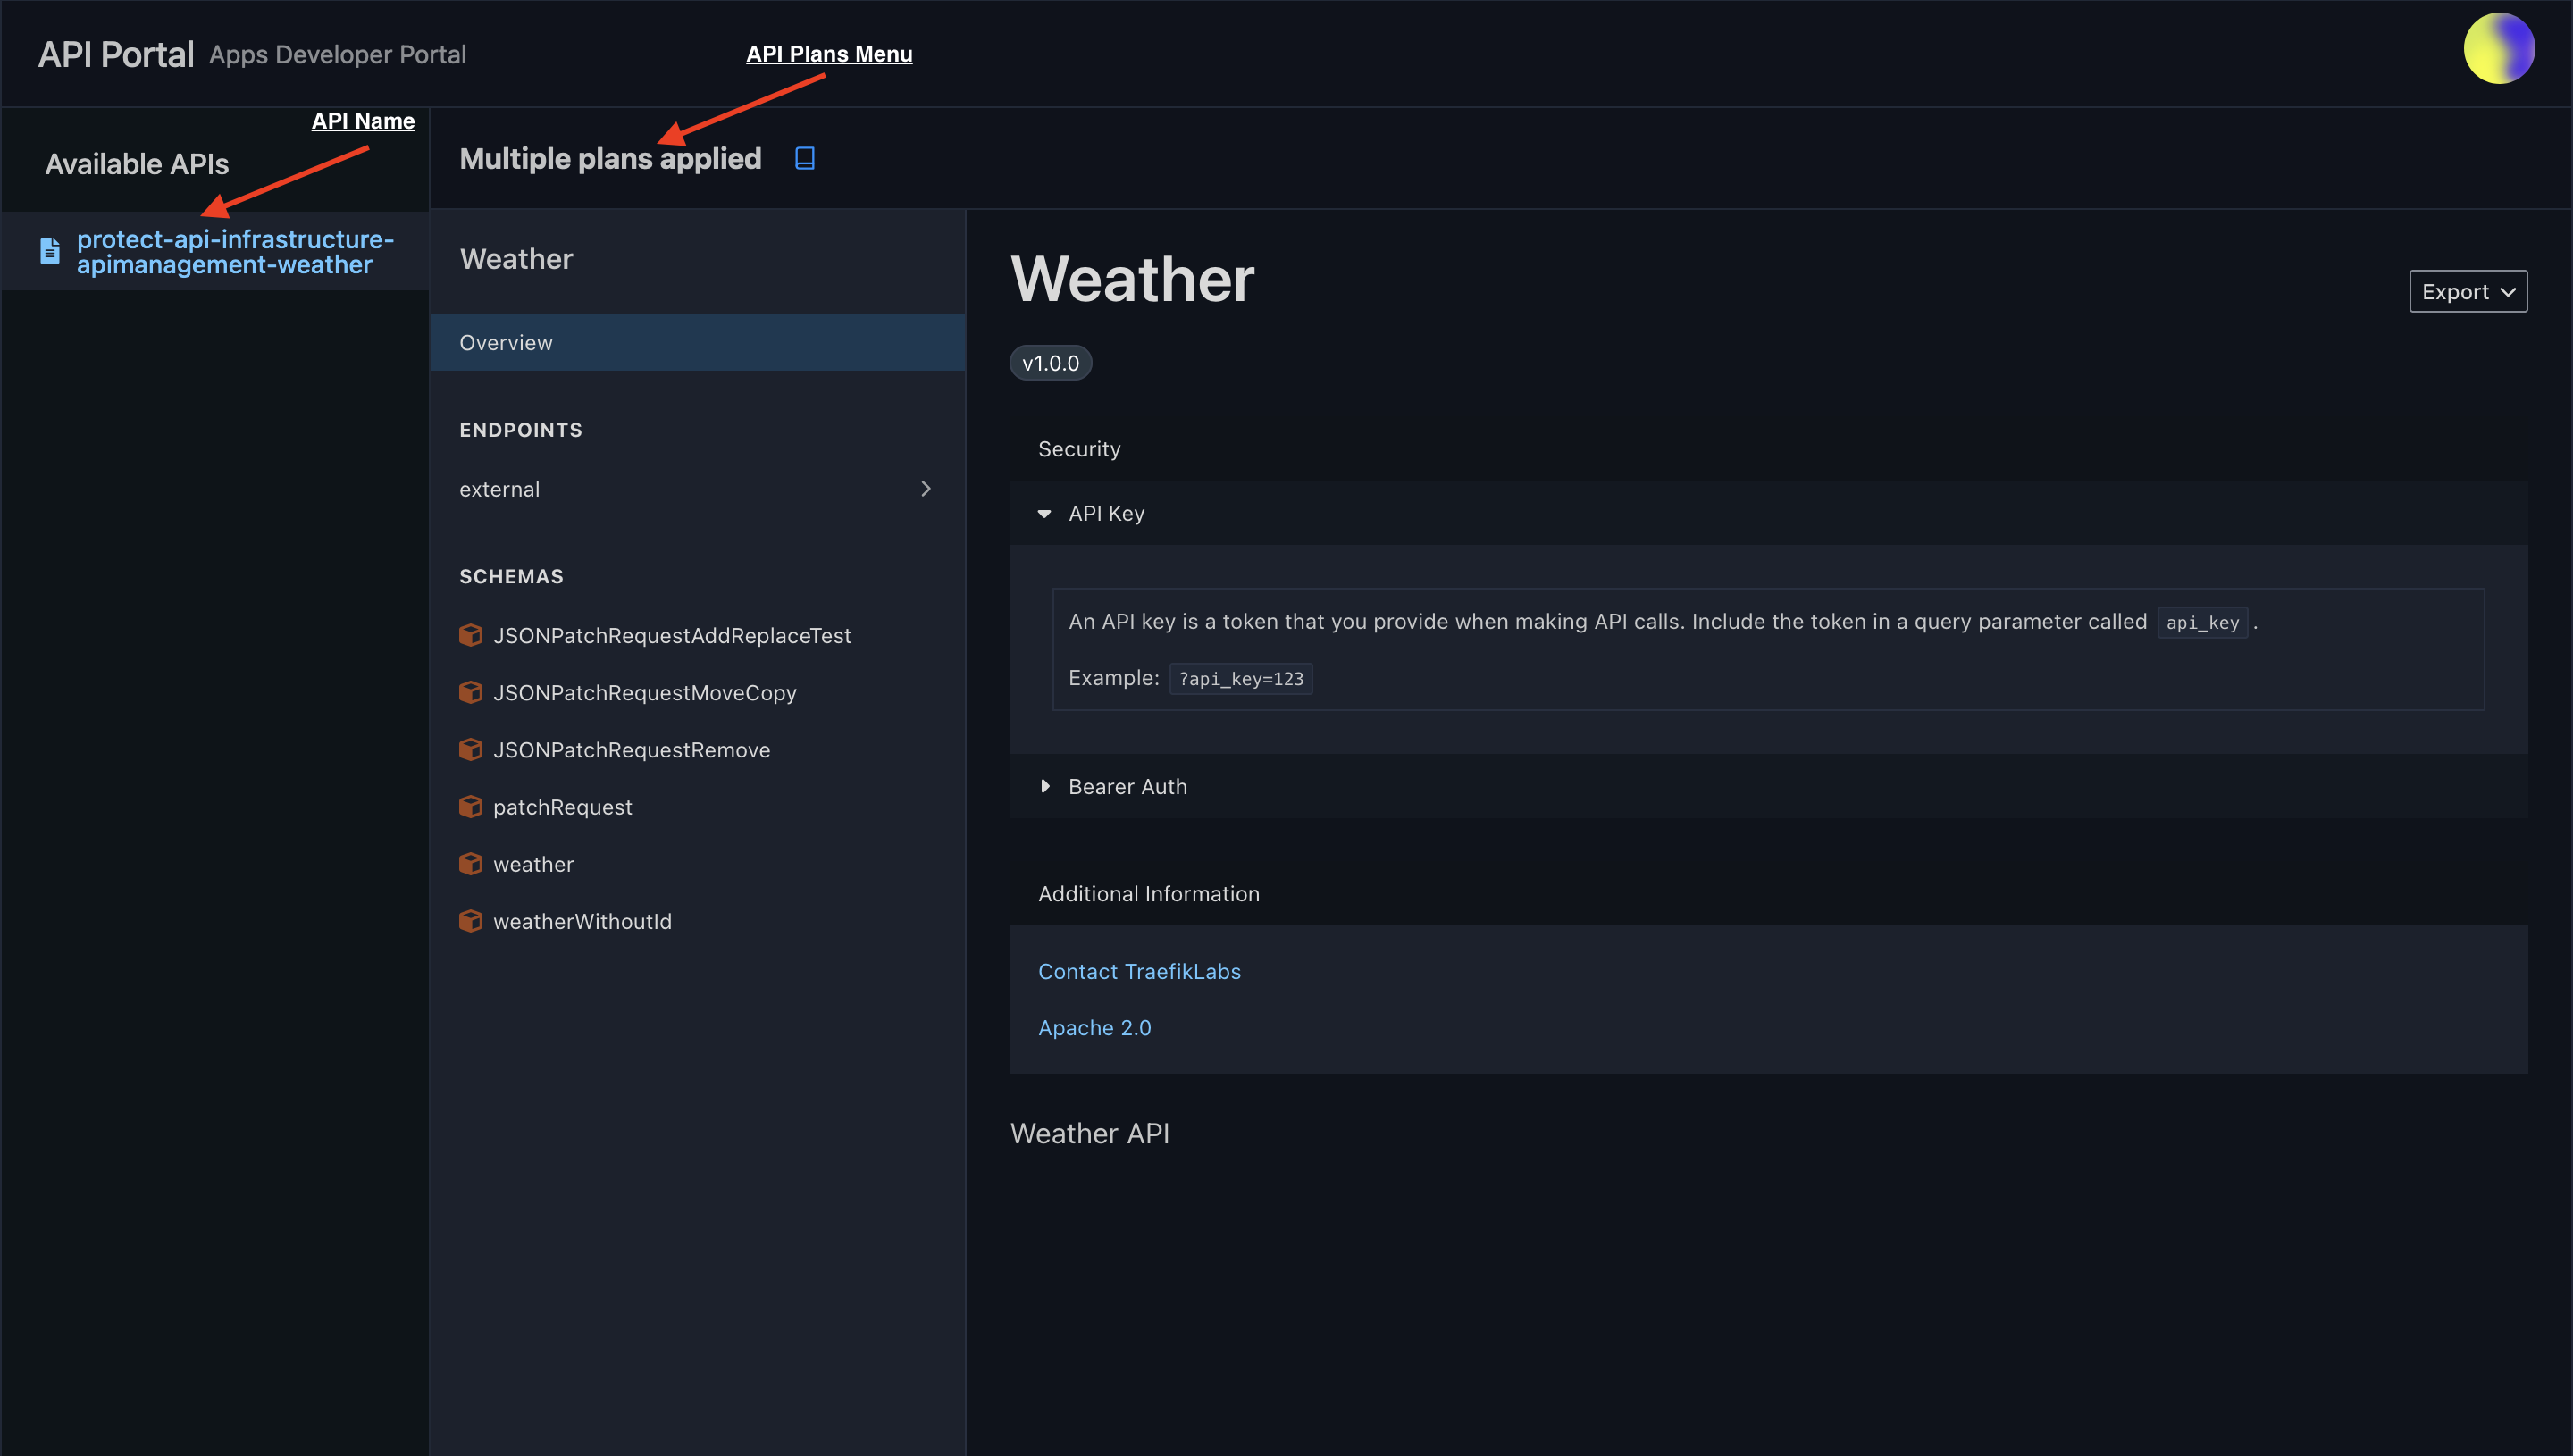 API Portal Apps Developer Portal
API Plans Menu
API Name
Available APIs
protect-api-infrastructure-
apimanagement-weather
Multiple plans applied
Weather
Overview
ENDPOINTS
external
SCHEMAS
JSONPatchRequestAddReplaceTest
JSONPatchRequestMoveCopy
JSONPatchRequestRemove
patchRequest
weather
weatherWithoutId
Weather
Export
v1.0.0
Security
API Key
An API key is a token that you provide when making API calls. Include the token in a query parameter called api_key .
Example: ?api_key=123
Bearer Auth
Additional Information
Contact TraefikLabs
Apache 2.0
Weather API